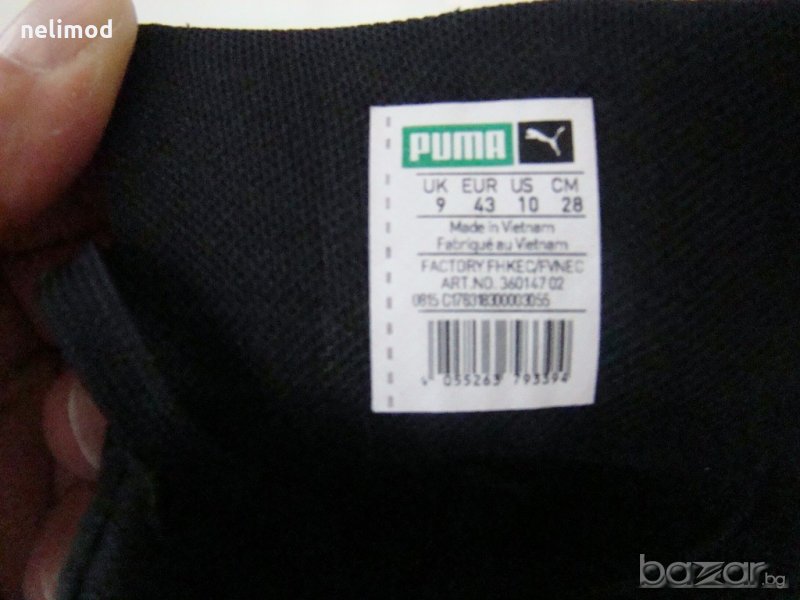 nelimod
PUMA
UK EUR US CM
9 43 10 28
Made in Vietnam
Fabriqué au Vietnam
FACTORY FHKEC/FVNEC
ART.NO. 360147 02
0815 C178318300003056
4 055263 793394
bazar.bg